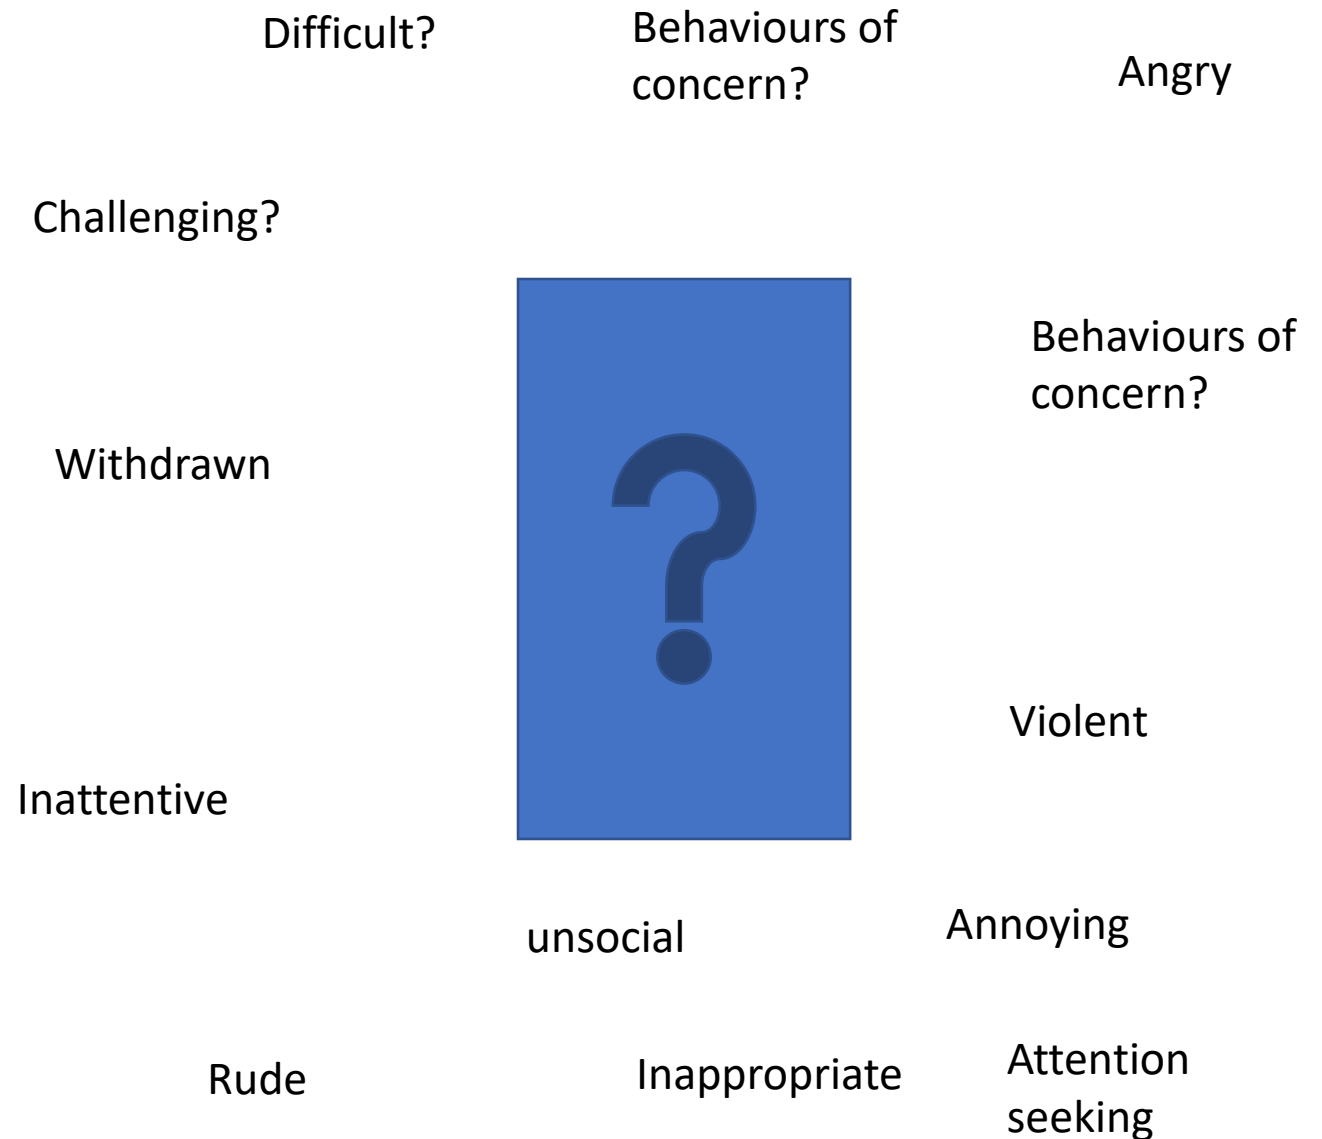 Difficult?
Behaviours of
concern?
Angry
Challenging?
Behaviours of
concern?
Withdrawn
?
Violent
Inattentive
Annoying
unsocial
Rude
Inappropriate
Attention
seeking